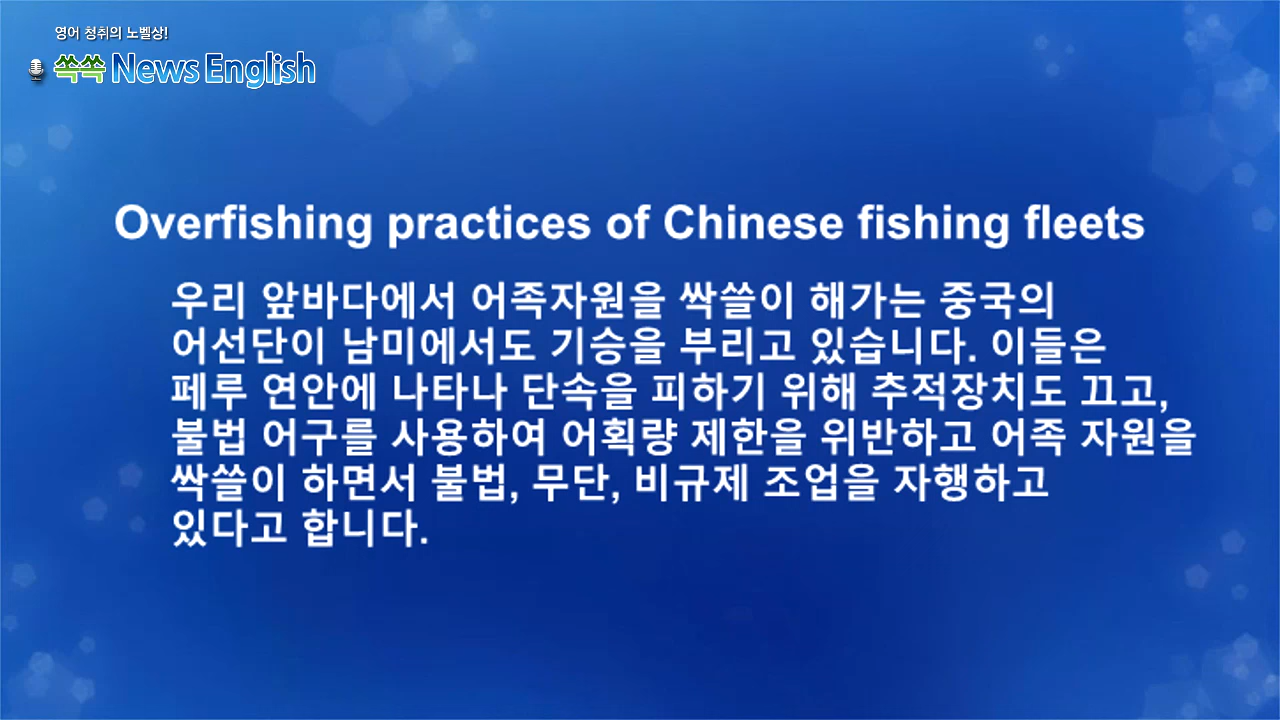 영어 청취의 노벨상!
쏙쏙 News English
Overfishing practices of Chinese fishing fleets
우리 앞바다에서 어족자원을 싹쓸이 해가는 중국의
어선단이 남미에서도 기승을 부리고 있습니다. 이들은
페루 연안에 나타나 단속을 피하기 위해 추적장치도 끄고,
불법 어구를 사용하여 어획량 제한을 위반하고 어족 자원을
싹쓸이 하면서 불법, 무단, 비규제 조업을 자행하고
있다고 합니다.